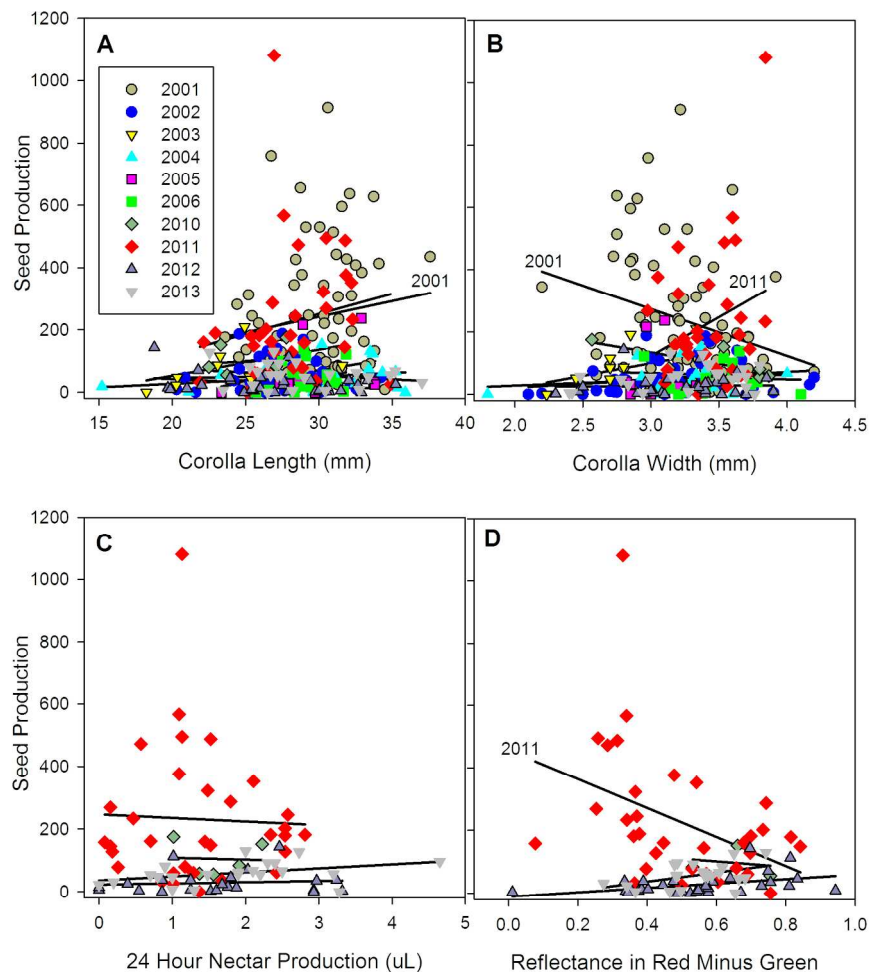 A
B
2001
2002
2003
2004
2005
2006
2010
2011
2012
2013
2001
2001
2011
Seed Production
0
200
400
600
800
1000
1200
15 20 25 30 35 40
2.0 2.5 3.0 3.5 4.0 4.5
Corolla Length (mm)
Corolla Width (mm)
C
D
2011
Seed Production
0
200
400
600
800
1000
1200
0 1 2 3 4 5
0.0 0.2 0.4 0.6 0.8 1.0
24 Hour Nectar Production (uL)
Reflectance in Red Minus Green